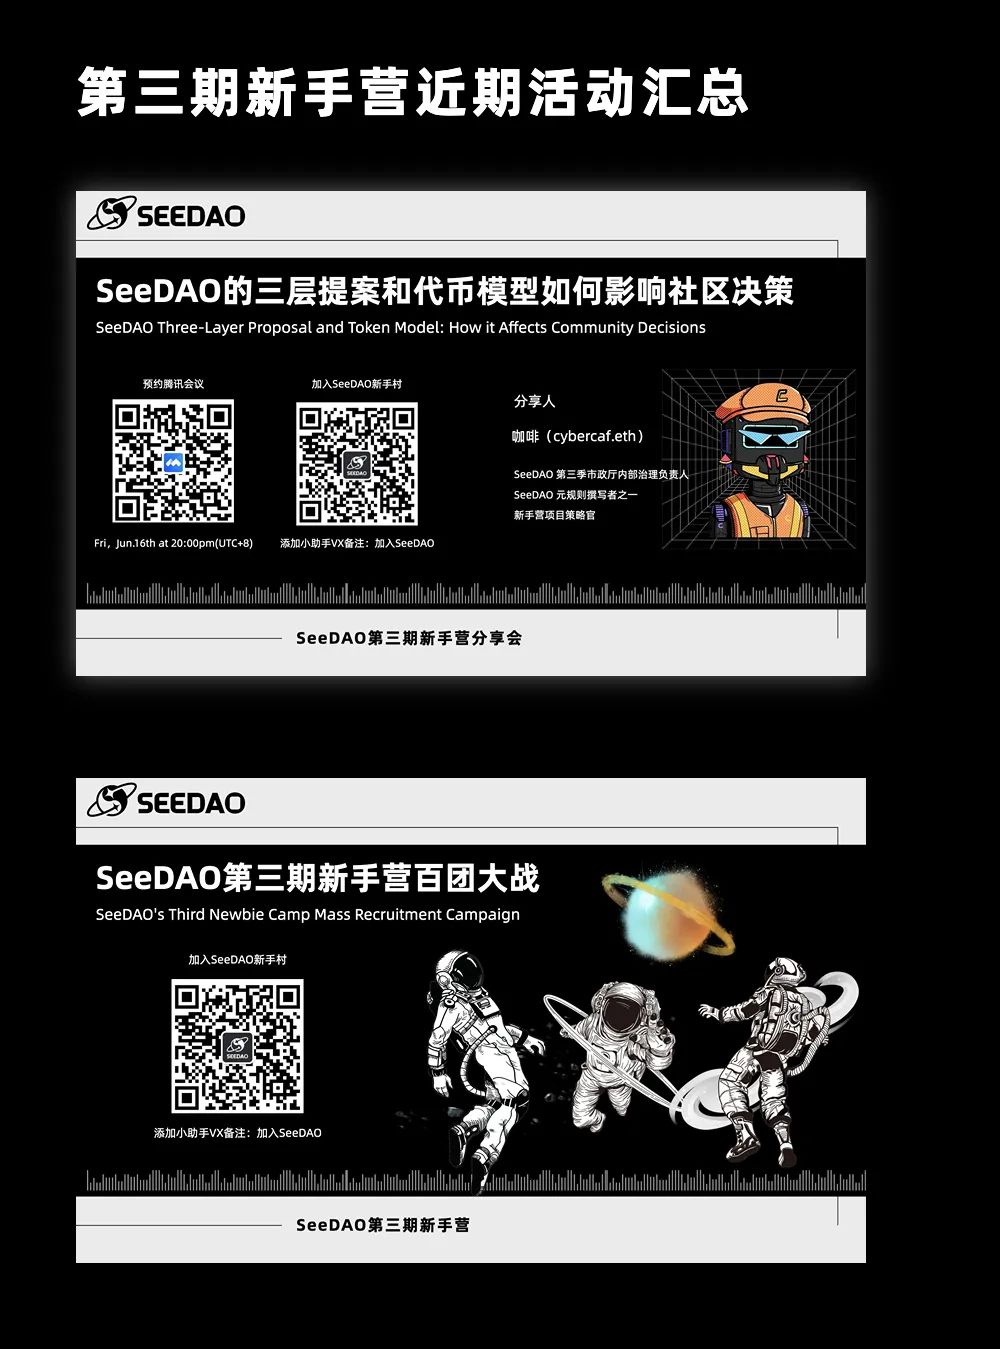 第三期新手营近期活动汇总
SEEDAO
SeeDAO的三层提案和代币模型如何影响社区决策
SeeDAO Three-Layer Proposal and Token Model: How it Affects Community Decisions
预约腾讯会议
加入SeeDAO新手村
SEEDAO
Fri，Jun.16th at 20:00pm(UTC+8)
添加小助手VX备注：加入SeeDAO
分享人
咖啡（cybercaf.eth）
SeeDAO 第三季市政厅内部治理负责人
SeeDAO 元规则撰写者之一
新手营项目策略官
SeeDAO第三期新手营分享会
SEEDAO
SeeDAO第三期新手营百团大战
SeeDAO's Third Newbie Camp Mass Recruitment Campaign
加入SeeDAO新手村
SEEDAO
添加小助手VX备注：加入SeeDAO
SeeDAO第三期新手营